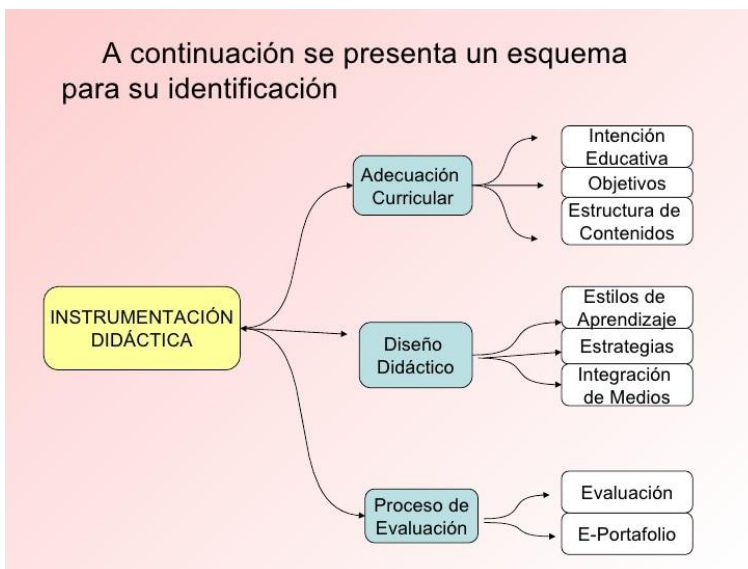 A continuación se presenta un esquema
para su identificación
Adecuación
Curricular
Intención
Educativa
Objetivos
Estructura de
Contenidos
INSTRUMENTACIÓN
DIDÁCTICA
Diseño
Didáctico
Estilos de
Aprendizaje
Estrategias
Integración
de Medios
Proceso de
Evaluación
Evaluación
E-Portafolio